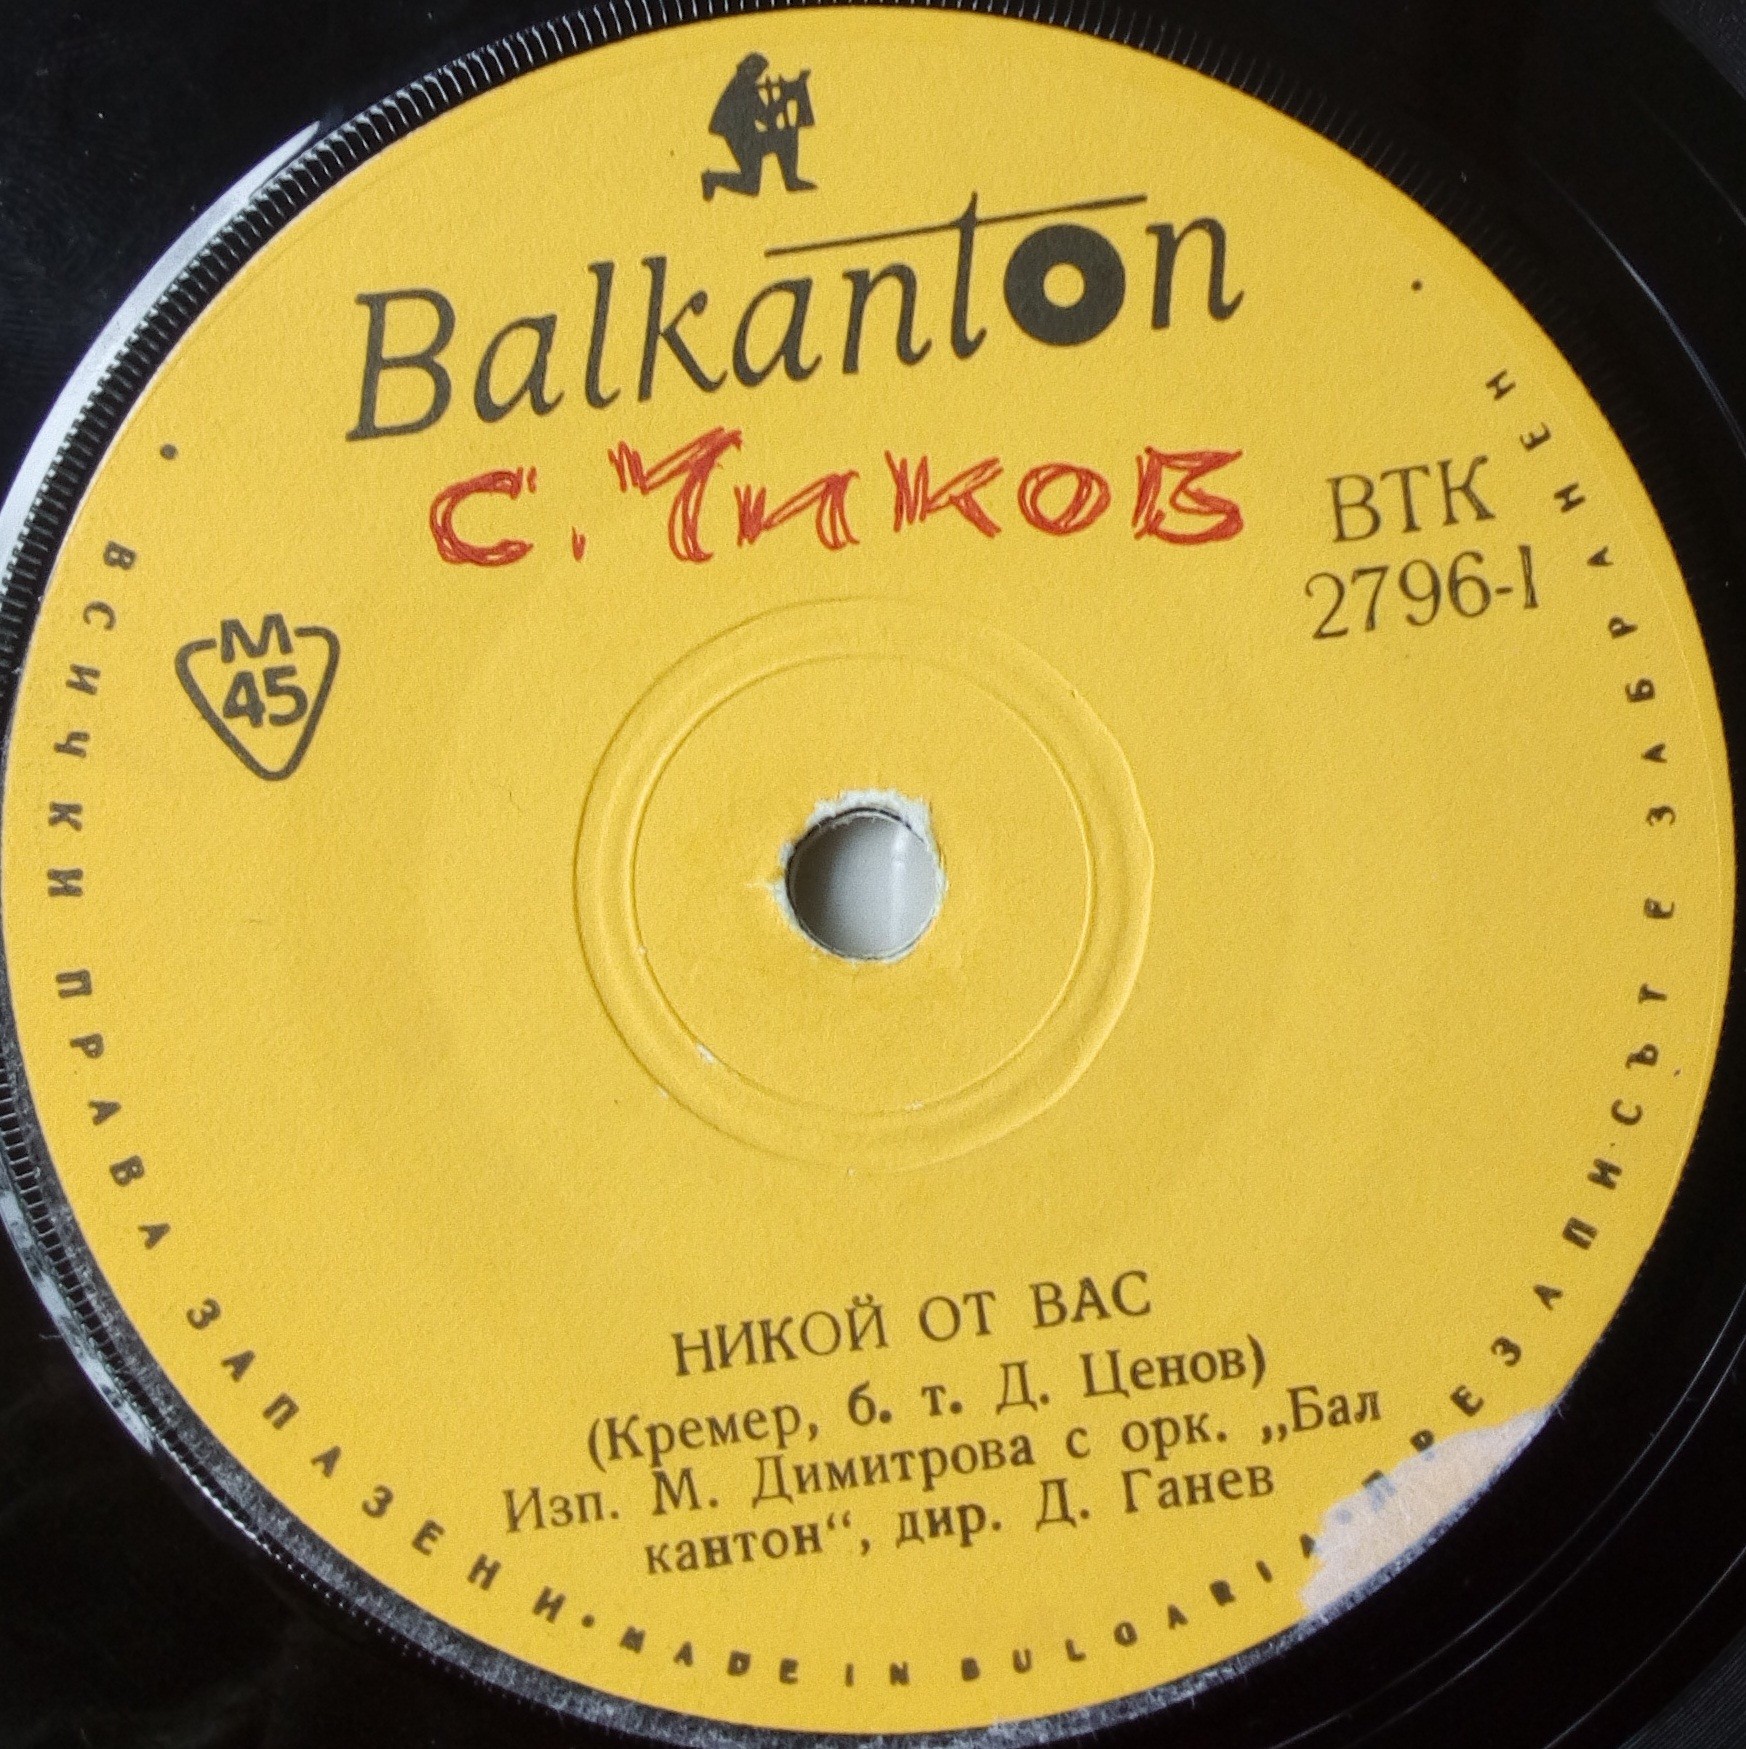 Balkanton
С. Чиков
ВТК
2796-I
М
45
НИКОЙ ОТ ВАС
(Кремер, б. т. Д. Ценов)
Изп. М. Димитрова с орк. „Бал
кантон“, дир. Д. Ганев
ВСИЧКИ ПРАВА ЗАПАЗЕНИ • MADE IN BULGARIA • ПРЕЗАПИСЪТ Е ЗАБРАНЕН